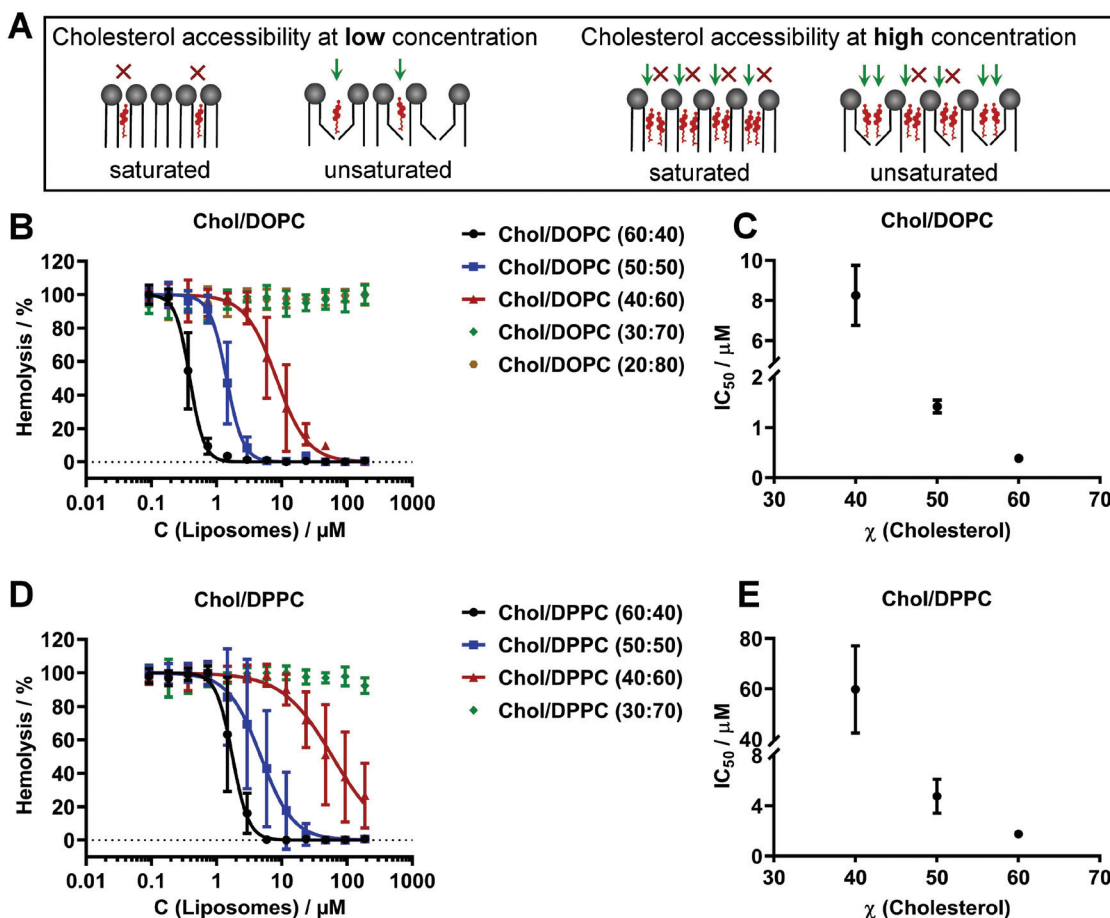 A
Cholesterol accessibility at low concentration
Cholesterol accessibility at high concentration
saturated
unsaturated
saturated
unsaturated
B
Chol/DOPC
120
100
80
60
40
20
0
Hemolysis / %
0.01
0.1
1
10
100
1000
C (Liposomes) / µM
Chol/DOPC (60:40)
Chol/DOPC (50:50)
Chol/DOPC (40:60)
Chol/DOPC (30:70)
Chol/DOPC (20:80)
C
Chol/DOPC
10
8
6
2
1
0
IC50 / µM
30
40
50
60
70
χ (Cholesterol)
D
Chol/DPPC
120
100
80
60
40
20
0
Hemolysis / %
0.01
0.1
1
10
100
1000
C (Liposomes) / µM
Chol/DPPC (60:40)
Chol/DPPC (50:50)
Chol/DPPC (40:60)
Chol/DPPC (30:70)
E
Chol/DPPC
80
60
40
8
4
0
IC50 / µM
30
40
50
60
70
χ (Cholesterol)